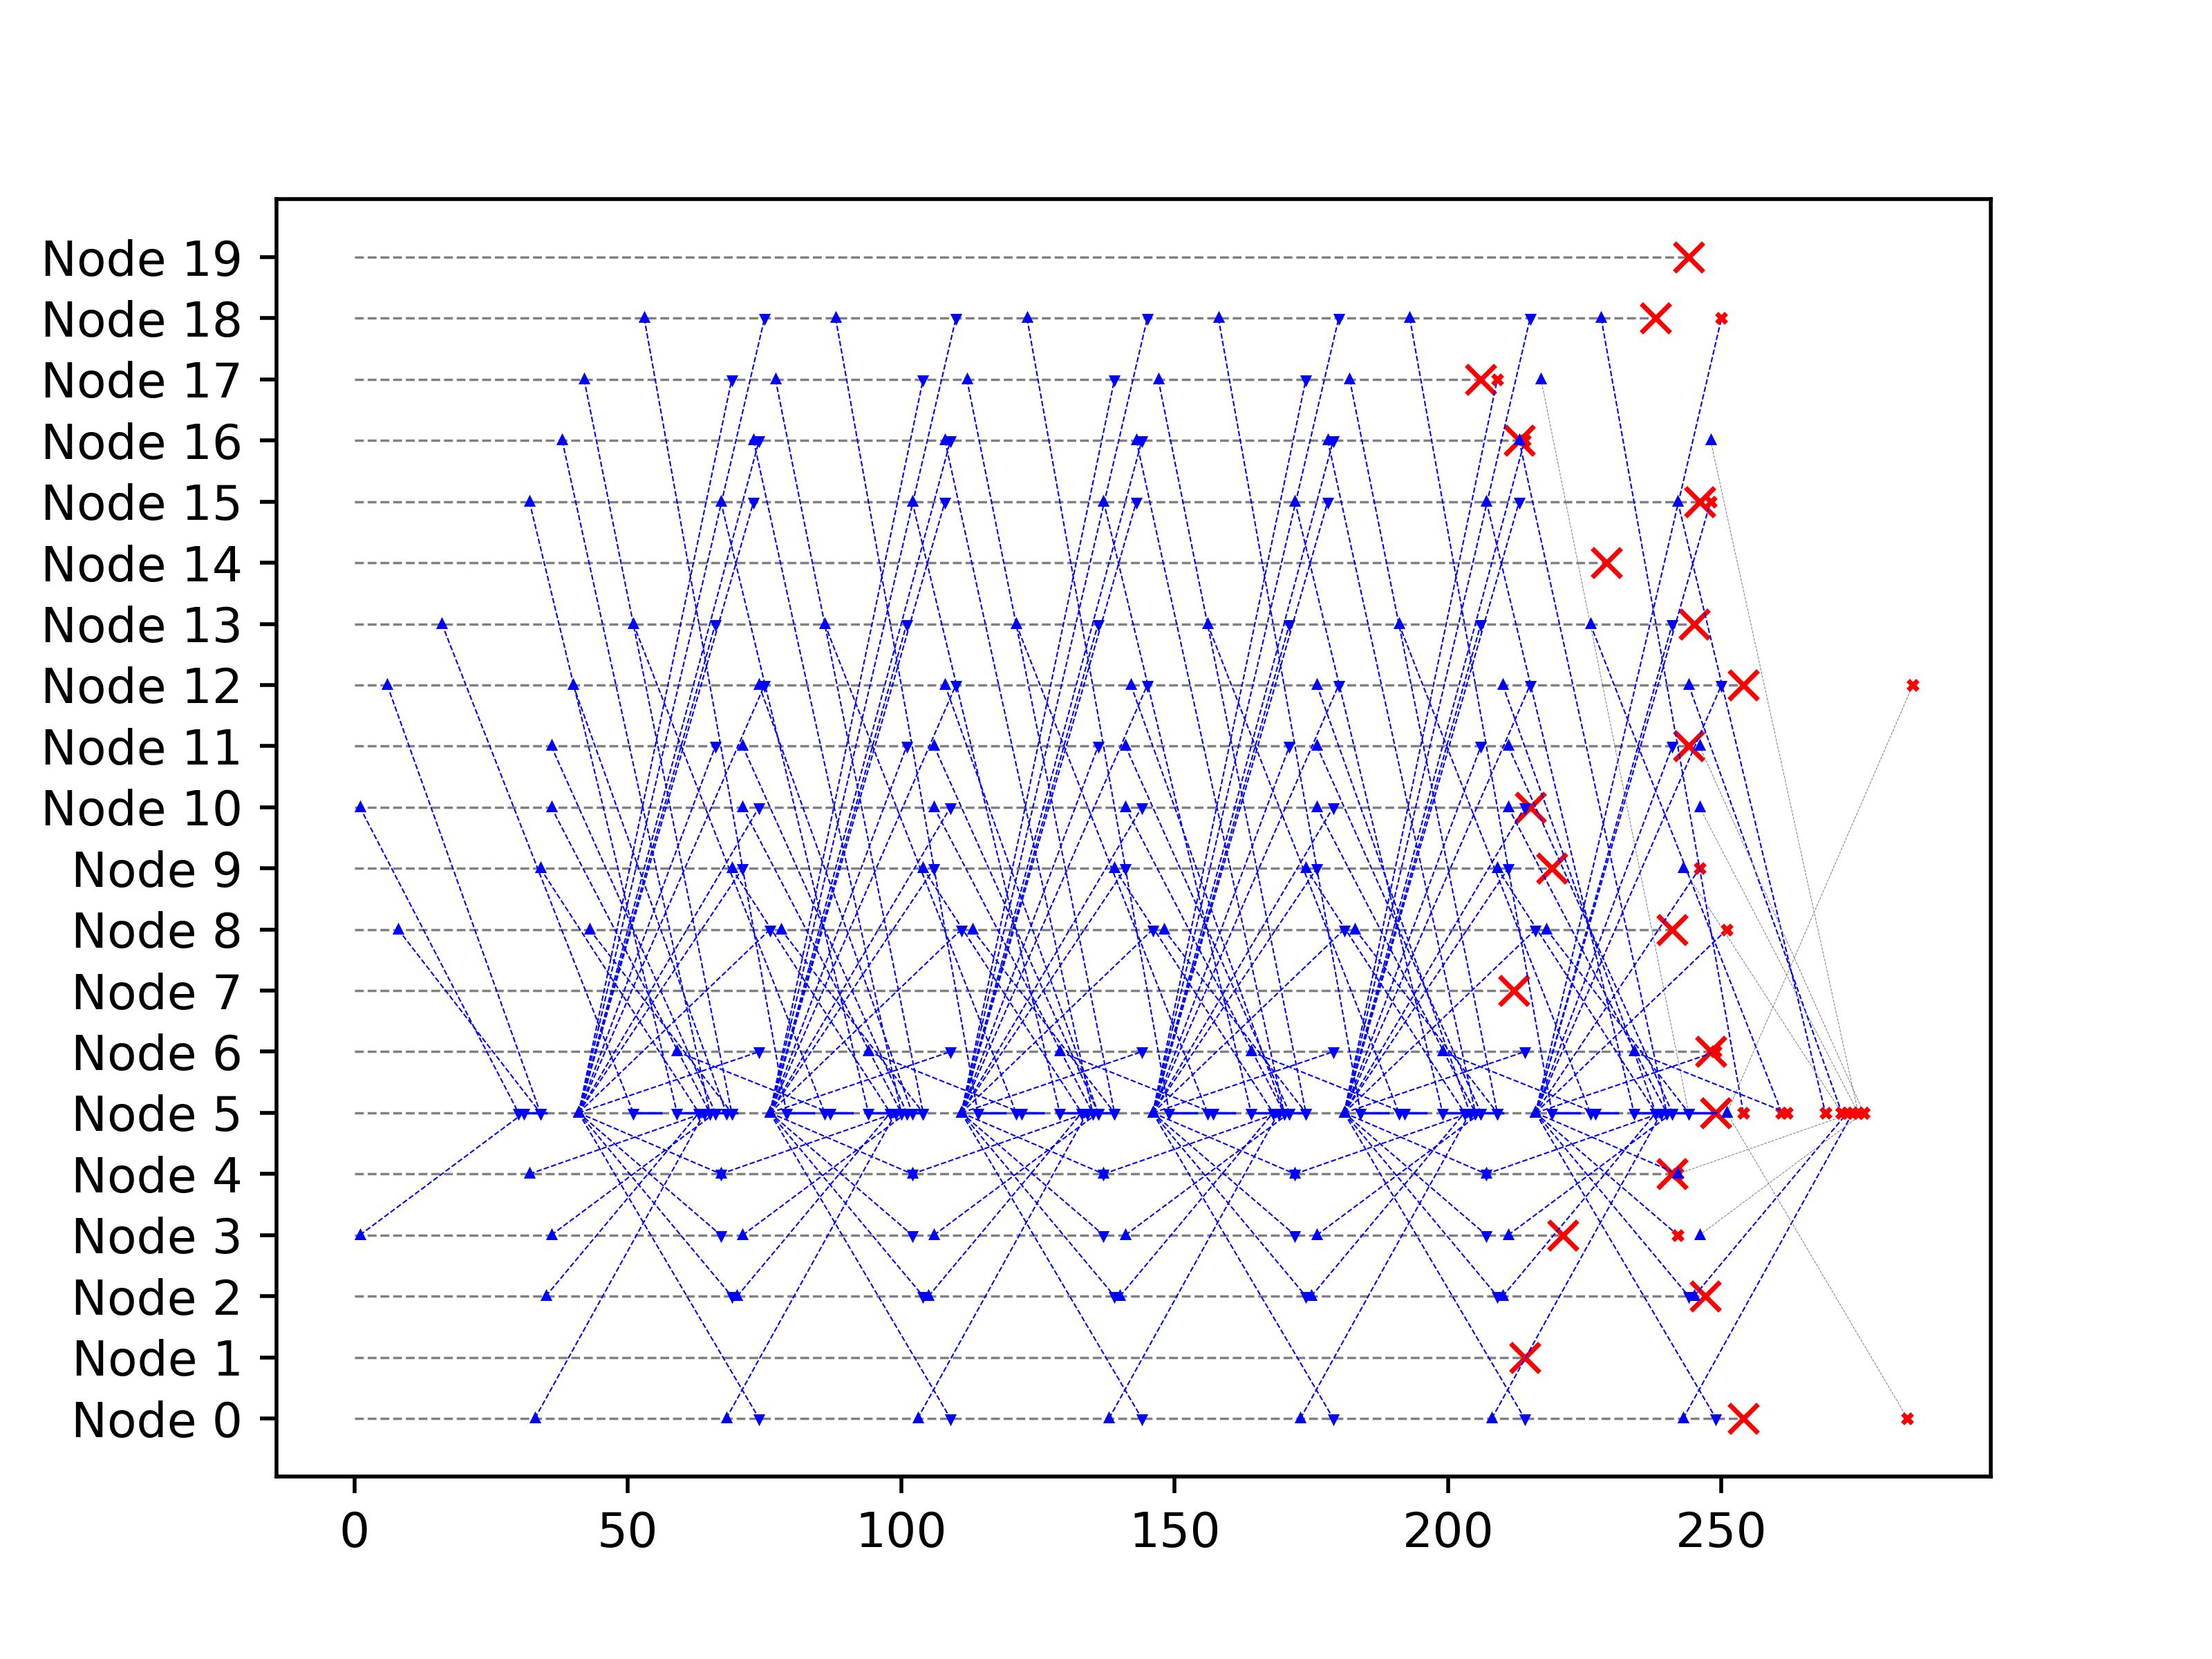 Node 19
Node 18
Node 17
Node 16
Node 15
Node 14
Node 13
Node 12
Node 11
Node 10
Node 9
Node 8
Node 7
Node 6
Node 5
Node 4
Node 3
Node 2
Node 1
Node 0
0 50 100 150 200 250